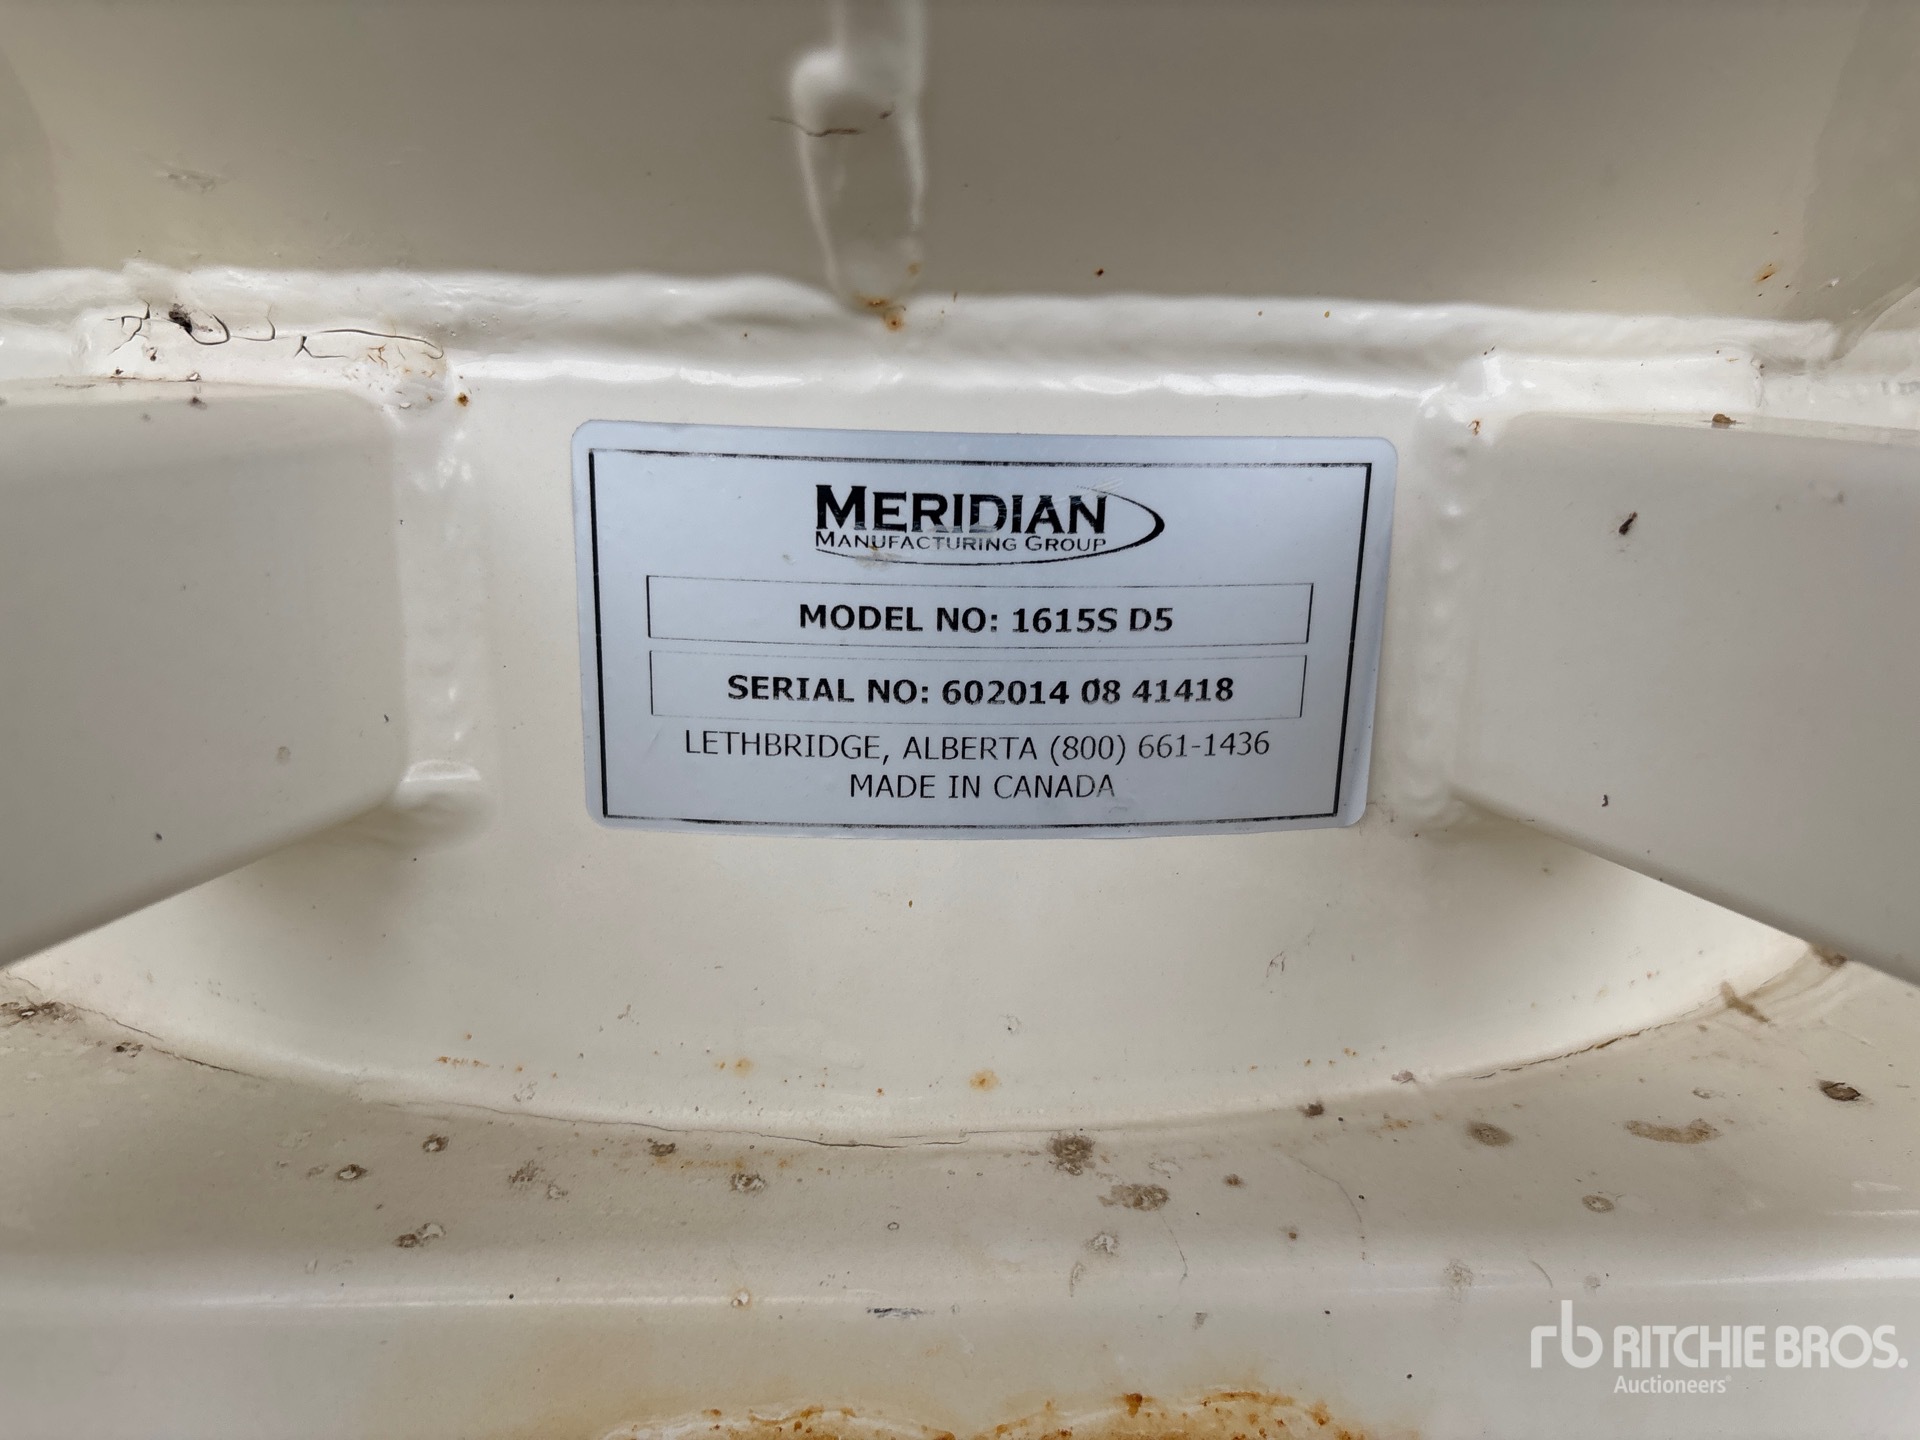 MERIDIAN
MANUFACTURING GROUP
MODEL NO: 1615S D5
SERIAL NO: 602014 08 41418
LETHBRIDGE, ALBERTA (800) 661-1436
MADE IN CANADA
rb RITCHIE BROS.
Auctioneers